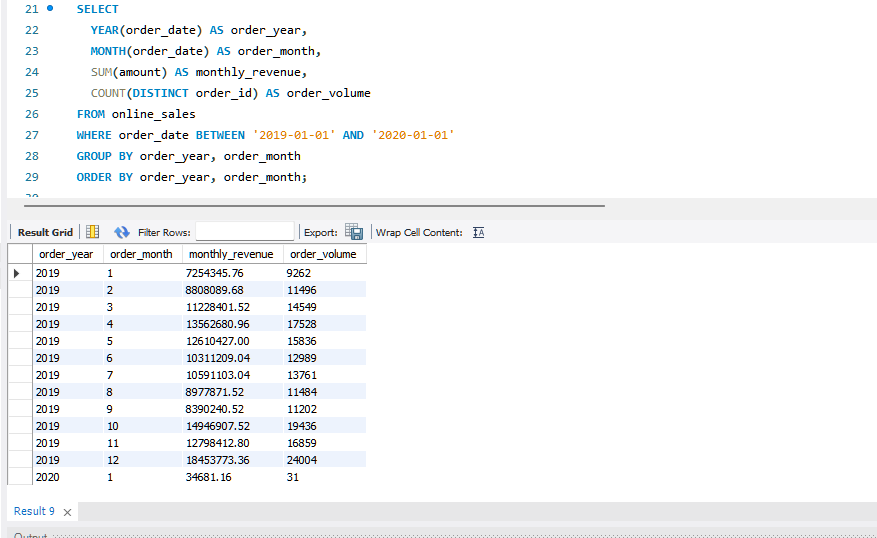 21 SELECT
22 YEAR(order_date) AS order_year,
23 MONTH(order_date) AS order_month,
24 SUM(amount) AS monthly_revenue,
25 COUNT(DISTINCT order_id) AS order_volume
26 FROM online_sales
27 WHERE order_date BETWEEN '2019-01-01' AND '2020-01-01'
28 GROUP BY order_year, order_month
29 ORDER BY order_year, order_month;
Result Grid Filter Rows: Export: Wrap Cell Content: IA
order_year order_month monthly_revenue order_volume
2019 1 7254345.76 9262
2019 2 8808089.68 11496
2019 3 11228401.52 14549
2019 4 13562680.96 17528
2019 5 12610427.00 15836
2019 6 10311209.04 12989
2019 7 10591103.04 13761
2019 8 8977871.52 11484
2019 9 8390240.52 11202
2019 10 14946907.52 19436
2019 11 12798412.80 16859
2019 12 18453773.36 24004
2020 1 34681.16 31
Result 9 ×
Output